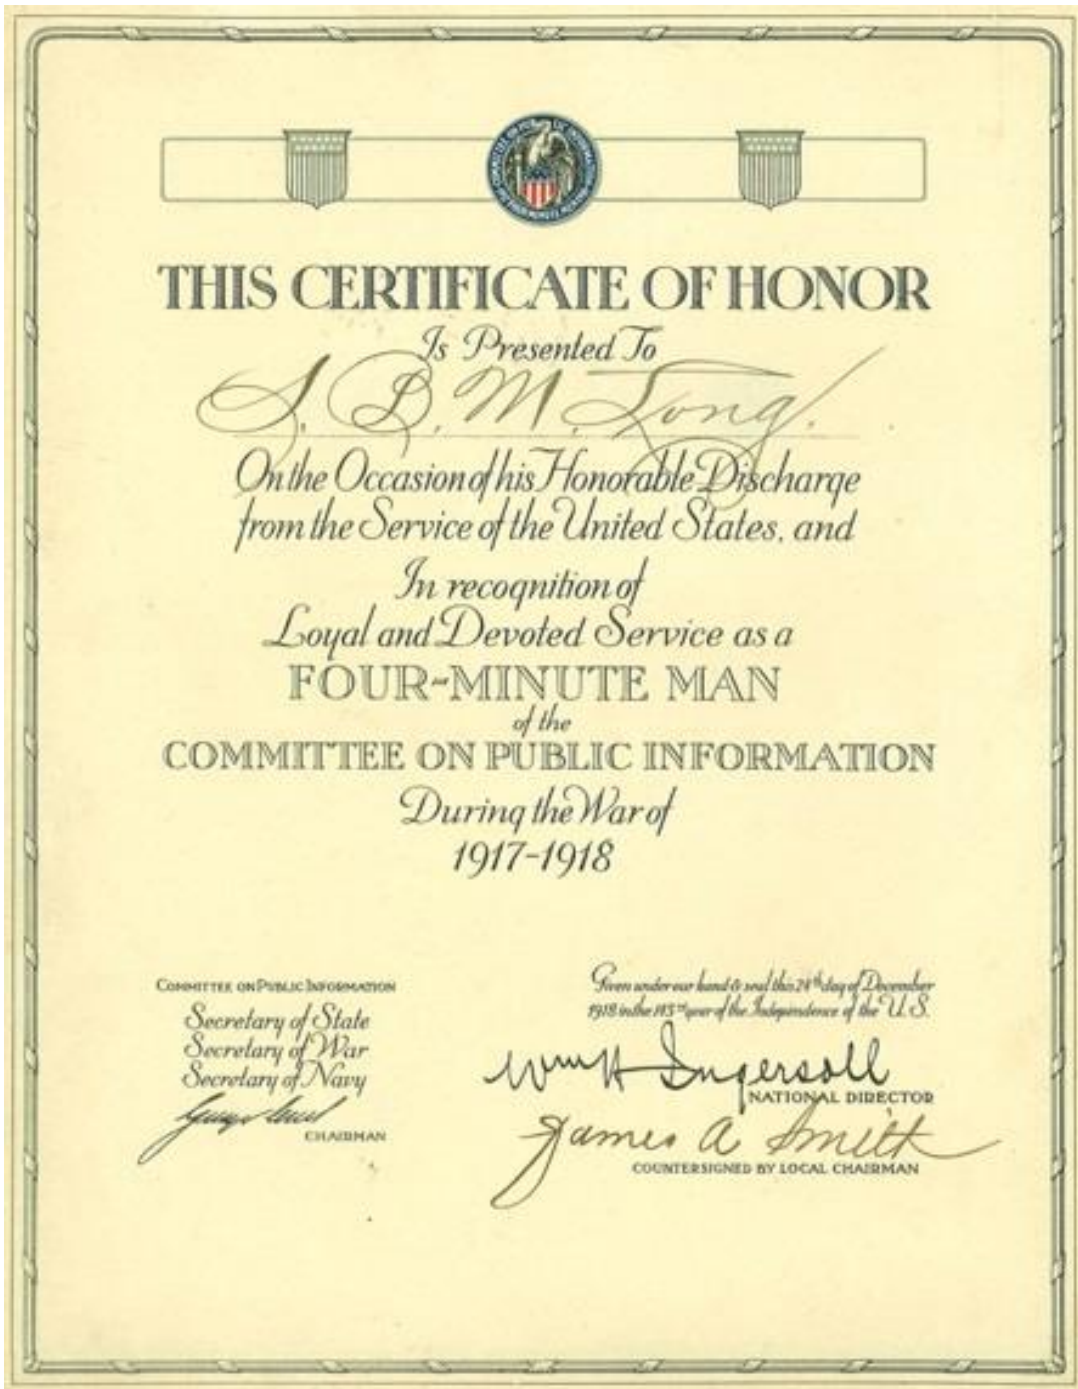 THIS CERTIFICATE OF HONOR
Is Presented To
S. B. M. Long.
On the Occasion of his Honorable Discharge
from the Service of the United States, and
In recognition of
Loyal and Devoted Service as a
FOUR-MINUTE MAN
of the
COMMITTEE ON PUBLIC INFORMATION
During the War of
1917-1918
COMMITTEE ON PUBLIC INFORMATION
Secretary of State
Secretary of War
Secretary of Navy
George Creel
CHAIRMAN
Given under our hand & seal this 24th day of December
1918 in the 143rd year of the Independence of the U.S.
Wm H Ingersoll
NATIONAL DIRECTOR
James A Smith
COUNTERSIGNED BY LOCAL CHAIRMAN